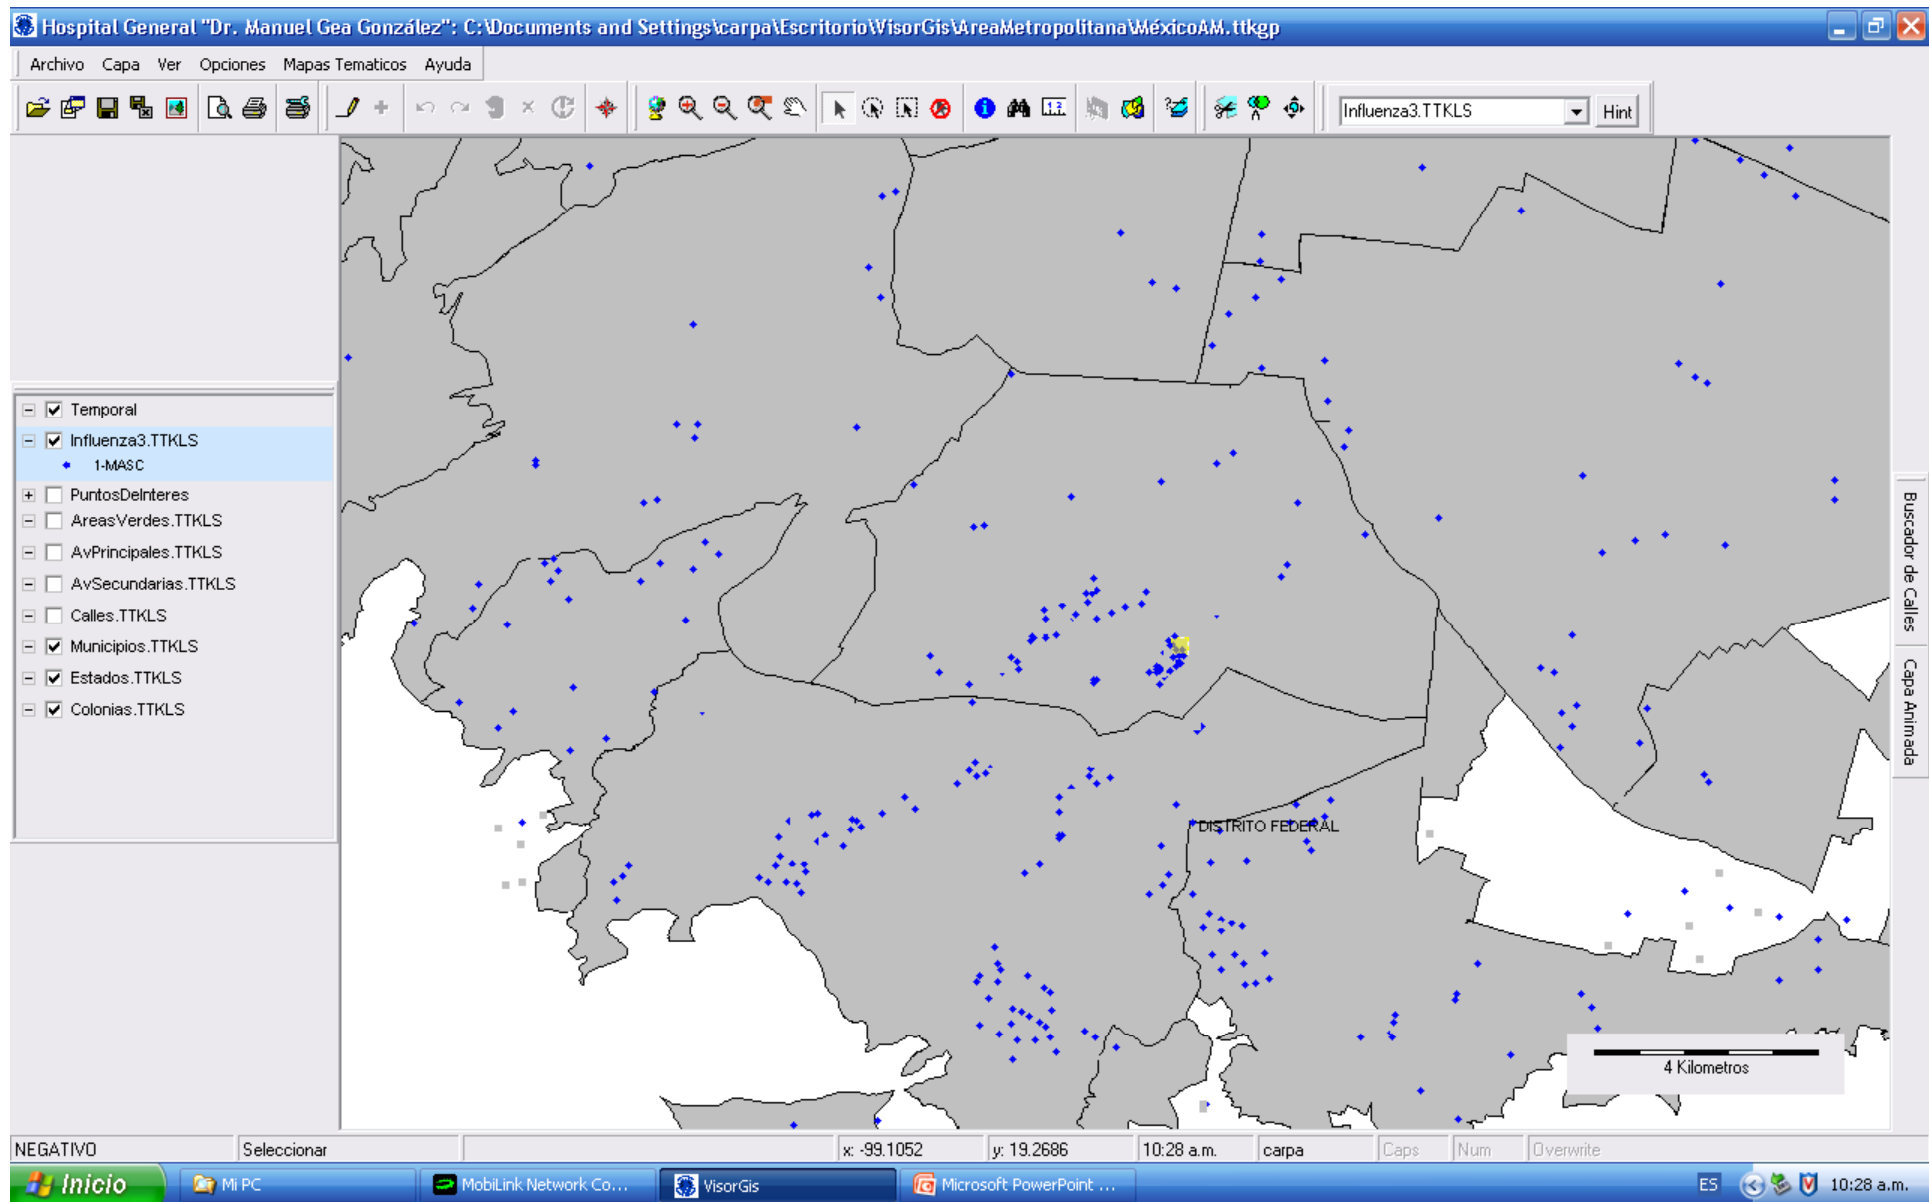 Hospital General "Dr. Manuel Gea González": C:\Documents and Settings\carpa\Escritorio\VisorGis\AreaMetropolitana\MéxicoAM.ttkgp
Archivo Capa Ver Opciones Mapas Tematicos Ayuda
Influenza3.TTKLS Hint
Temporal
Influenza3.TTKLS
1-MASC
PuntosDeInteres
AreasVerdes.TTKLS
AvPrincipales.TTKLS
AvSecundarias.TTKLS
Calles.TTKLS
Municipios.TTKLS
Estados.TTKLS
Colonias.TTKLS
DISTRITO FEDERAL
4 Kilometros
Buscador de Calles
Capa Animada
NEGATIVO Seleccionar x: -99.1052 y: 19.2686 10:28 a.m. carpa Caps Num Overwrite
Inicio Mi PC MobiLink Network Co... VisorGis Microsoft PowerPoint ... ES 10:28 a.m.